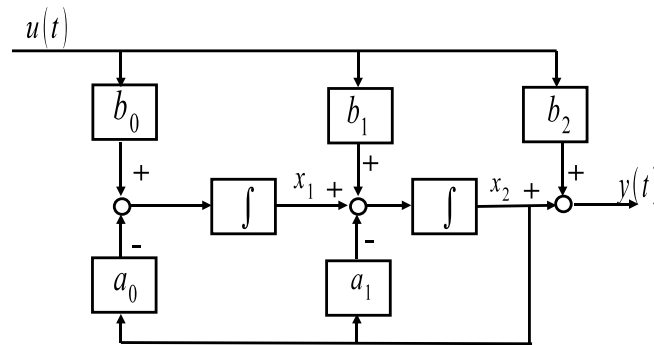 u(t)
b₀
b₁
b₂
+
+
+
∫
x₁
+
∫
x₂
+
y(t)
-
-
a₀
a₁